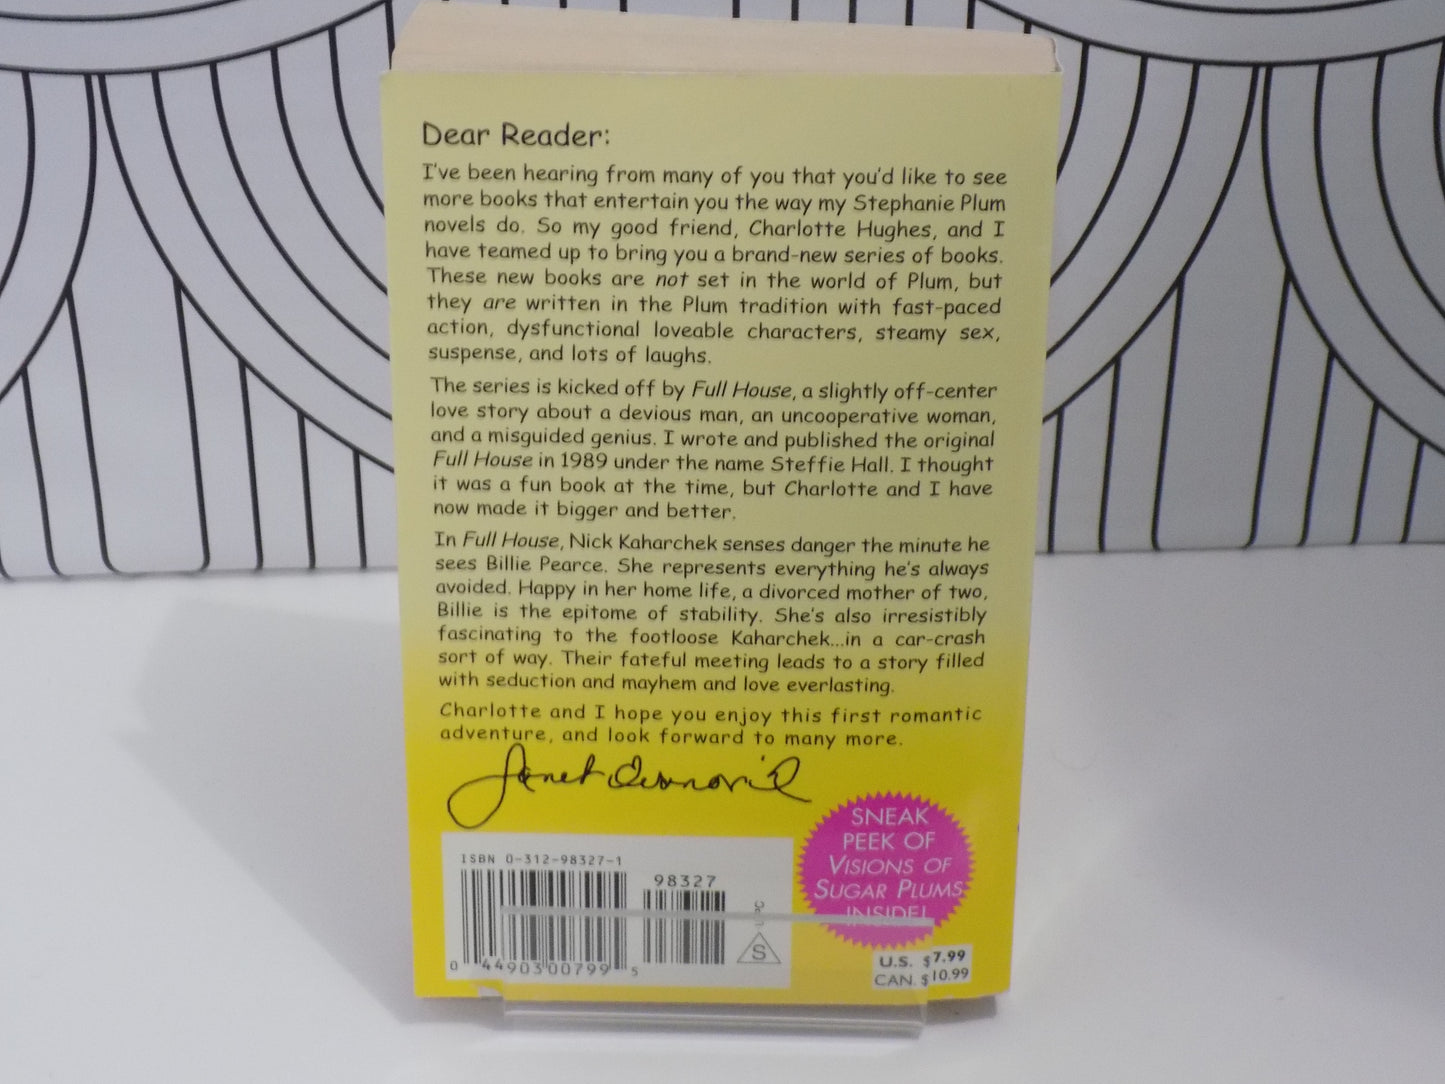 Dear Reader:
I've been hearing from many of you that you'd like to see
more books that entertain you the way my Stephanie Plum
novels do. So my good friend, Charlotte Hughes, and I
have teamed up to bring you a brand-new series of books.
These new books are not set in the world of Plum, but
they are written in the Plum tradition with fast-paced
action, dysfunctional loveable characters, steamy sex,
suspense, and lots of laughs.
The series is kicked off by Full House, a slightly off-center
love story about a devious man, an uncooperative woman,
and a misguided genius. I wrote and published the original
Full House in 1989 under the name Steffie Hall. I thought
it was a fun book at the time, but Charlotte and I have
now made it bigger and better.
In Full House, Nick Kaharchek senses danger the minute he
sees Billie Pearce. She represents everything he's always
avoided. Happy in her home life, a divorced mother of two,
Billie is the epitome of stability. She's also irresistibly
fascinating to the footloose Kaharchek...in a car-crash
sort of way. Their fateful meeting leads to a story filled
with seduction and mayhem and love everlasting.
Charlotte and I hope you enjoy this first romantic
adventure, and look forward to many more.
Janet Evanovich
SNEAK
PEEK OF
VISIONS OF
SUGAR PLUMS
INSIDE!
ISBN 0-312-98327-1
98327
UPC
S
0 44903 00799 5
U.S. $7.99
CAN. $10.99